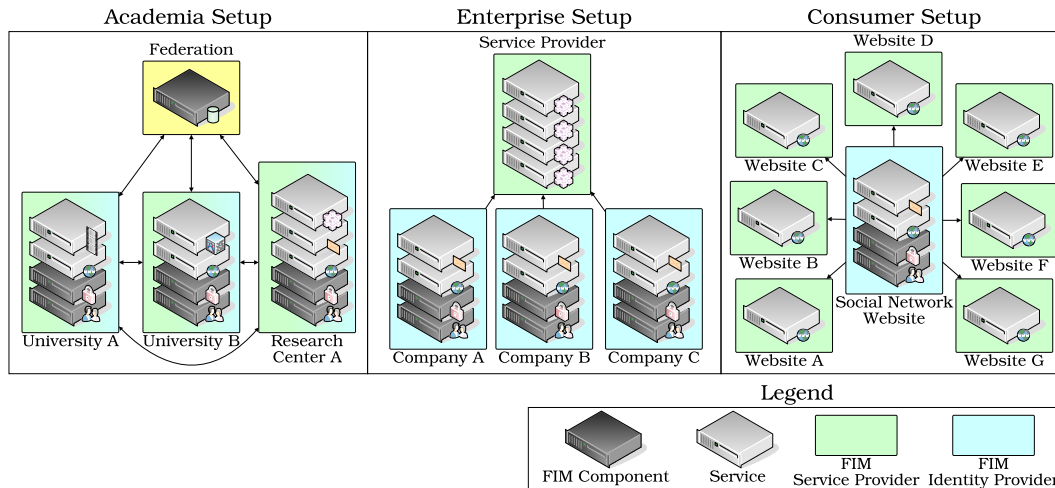 Academia Setup
Enterprise Setup
Consumer Setup
Federation
University A
University B
Research
Center A
Service Provider
Company A
Company B
Company C
Website D
Website C
Website E
Website B
Website F
Social Network
Website
Website A
Website G
Legend
FIM Component
Service
FIM
Service Provider
FIM
Identity Provider